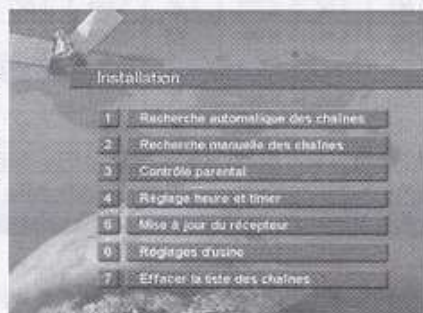 Installation
1 Recherche automatique des chaînes
2 Recherche manuelle des chaînes
3 Contrôle parental
4 Réglage heure et timer
5 Mise à jour du récepteur
6 Réglages d'usine
7 Effacer la liste des chaînes